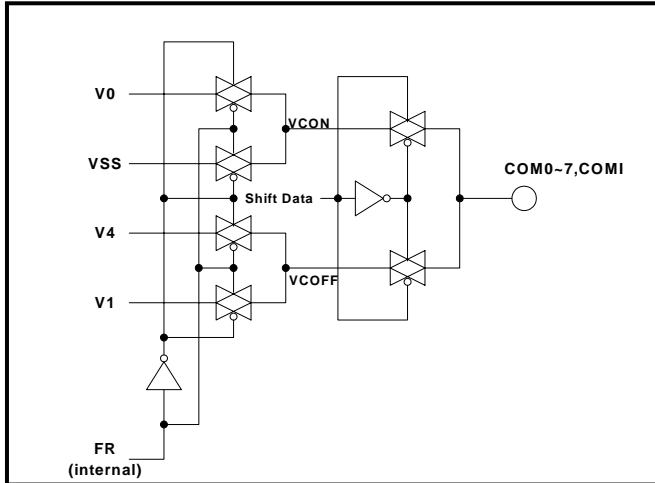 V0
VCON
VSS
COM0~7,COMI
Shift Data
V4
VCOFF
V1
FR
(internal)